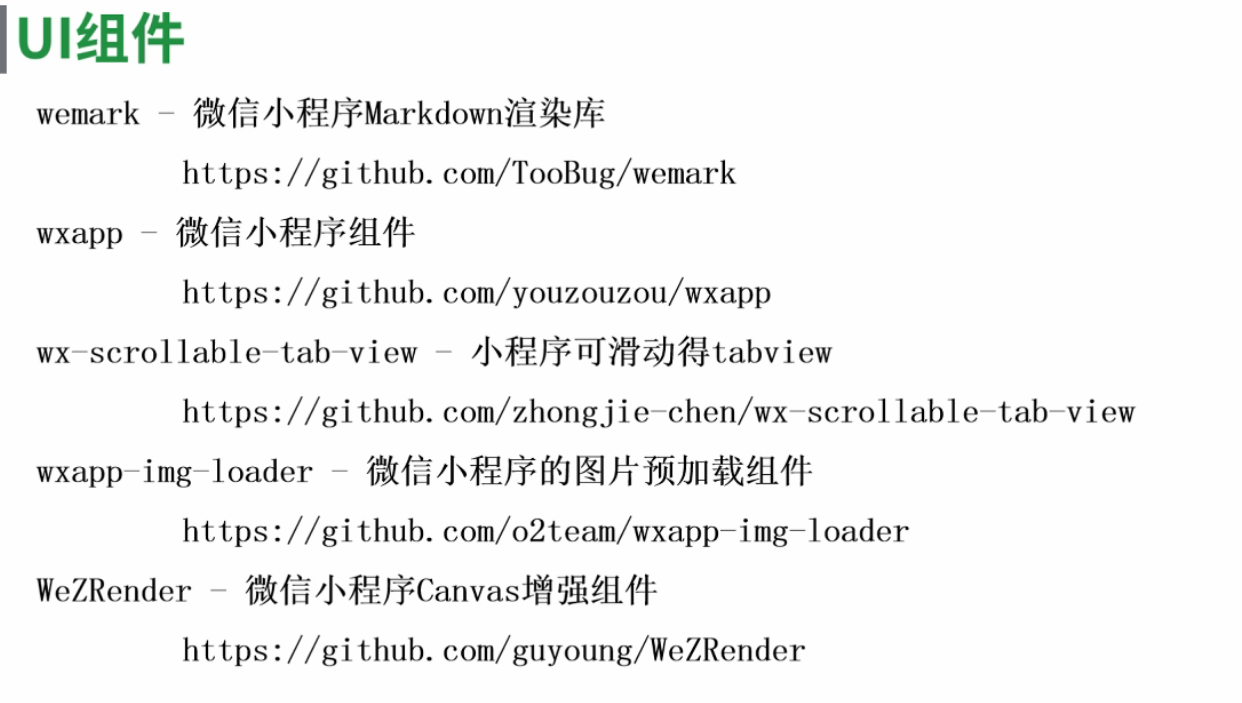 UI组件
wemark - 微信小程序Markdown渲染库
https://github.com/TooBug/wemark
wxapp - 微信小程序组件
https://github.com/youzouzou/wxapp
wx-scrollable-tab-view - 小程序可滑动得tabview
https://github.com/zhongjie-chen/wx-scrollable-tab-view
wxapp-img-loader - 微信小程序的图片预加载组件
https://github.com/o2team/wxapp-img-loader
WeZRender - 微信小程序Canvas增强组件
https://github.com/guyoung/WeZRender